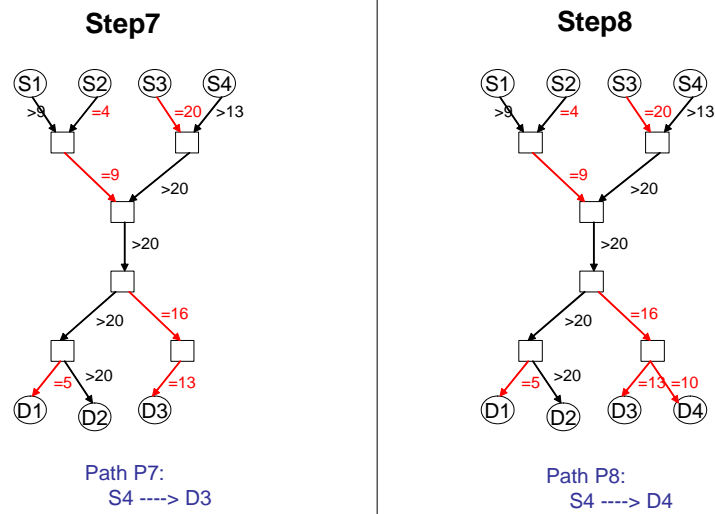 Step7
S1 S2 S3 S4
>9 =4 =20 >13
=9 >20
>20
>20 =16
=5 >20 =13
D1 D2 D3
Path P7:
S4 ----> D3
Step8
S1 S2 S3 S4
>9 =4 =20 >13
=9 >20
>20
>20 =16
=5 >20 =13 =10
D1 D2 D3 D4
Path P8:
S4 ----> D4